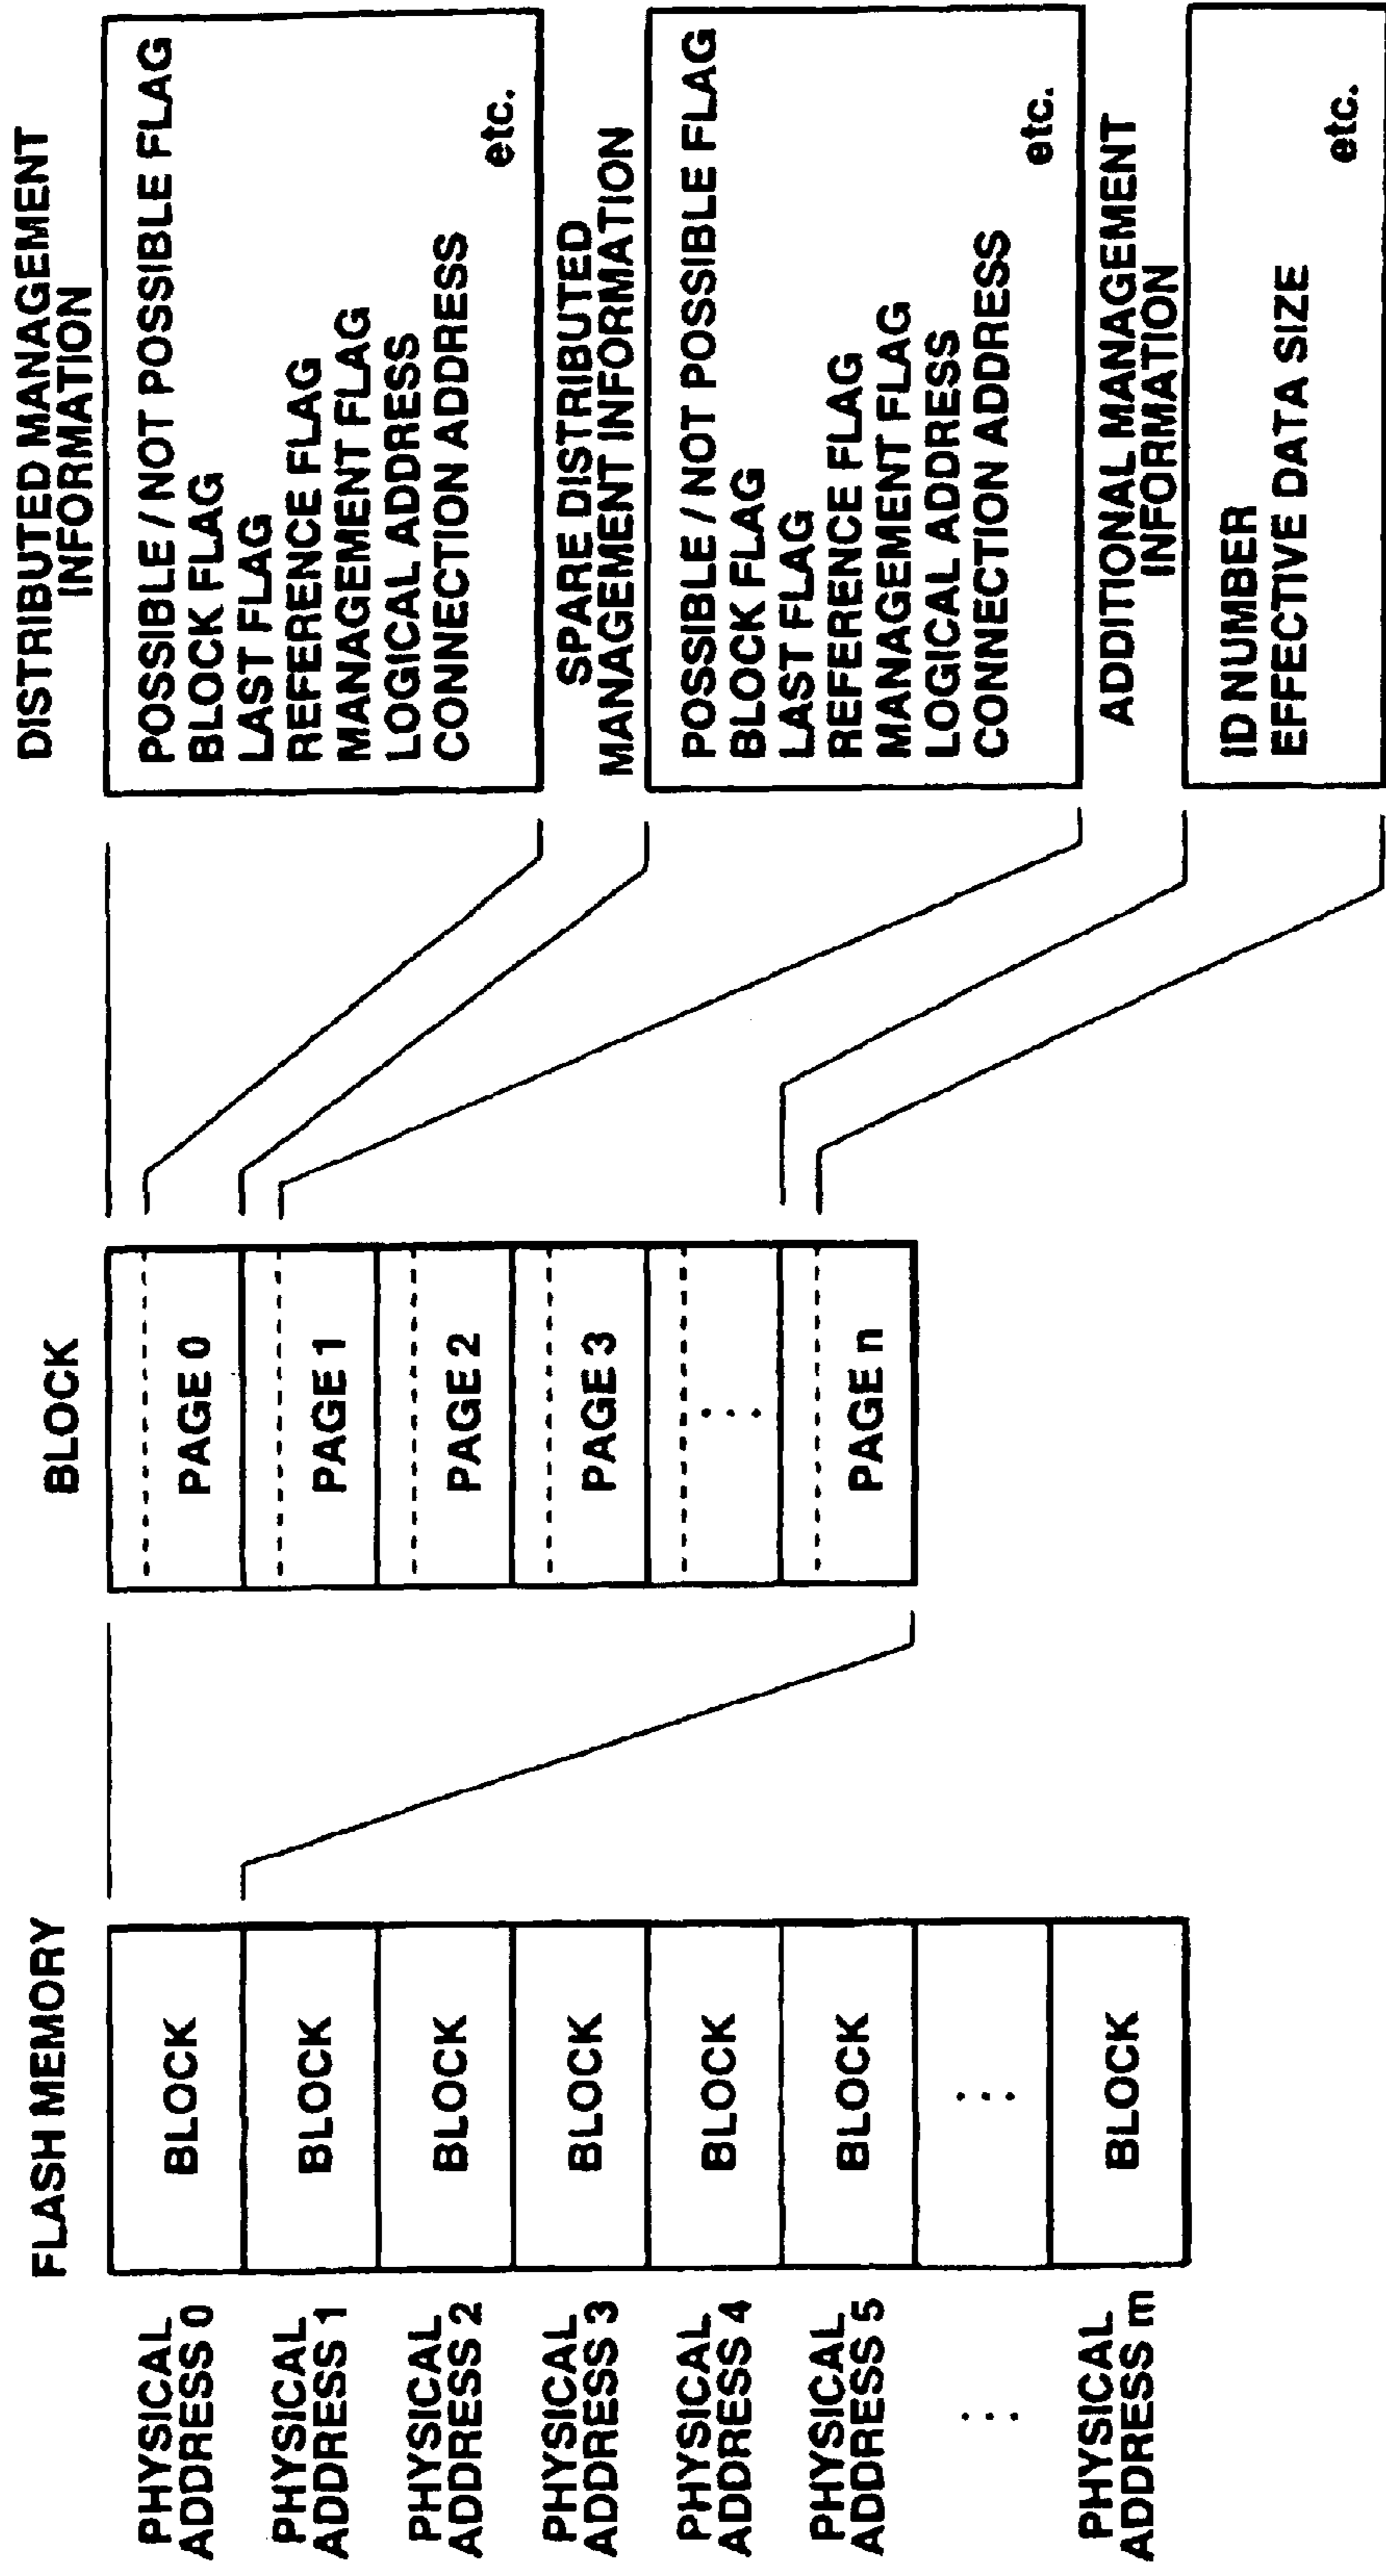 FLASH MEMORY
PHYSICAL
ADDRESS 0
BLOCK
PHYSICAL
ADDRESS 1
BLOCK
PHYSICAL
ADDRESS 2
BLOCK
PHYSICAL
ADDRESS 3
BLOCK
PHYSICAL
ADDRESS 4
BLOCK
PHYSICAL
ADDRESS 5
BLOCK
...
...
PHYSICAL
ADDRESS m
BLOCK
BLOCK
PAGE 0
PAGE 1
PAGE 2
PAGE 3
...
PAGE n
DISTRIBUTED MANAGEMENT
INFORMATION
POSSIBLE / NOT POSSIBLE FLAG
BLOCK FLAG
LAST FLAG
REFERENCE FLAG
MANAGEMENT FLAG
LOGICAL ADDRESS
CONNECTION ADDRESS
etc.
SPARE DISTRIBUTED
MANAGEMENT INFORMATION
POSSIBLE / NOT POSSIBLE FLAG
BLOCK FLAG
LAST FLAG
REFERENCE FLAG
MANAGEMENT FLAG
LOGICAL ADDRESS
CONNECTION ADDRESS
etc.
ADDITIONAL MANAGEMENT
INFORMATION
ID NUMBER
EFFECTIVE DATA SIZE
etc.